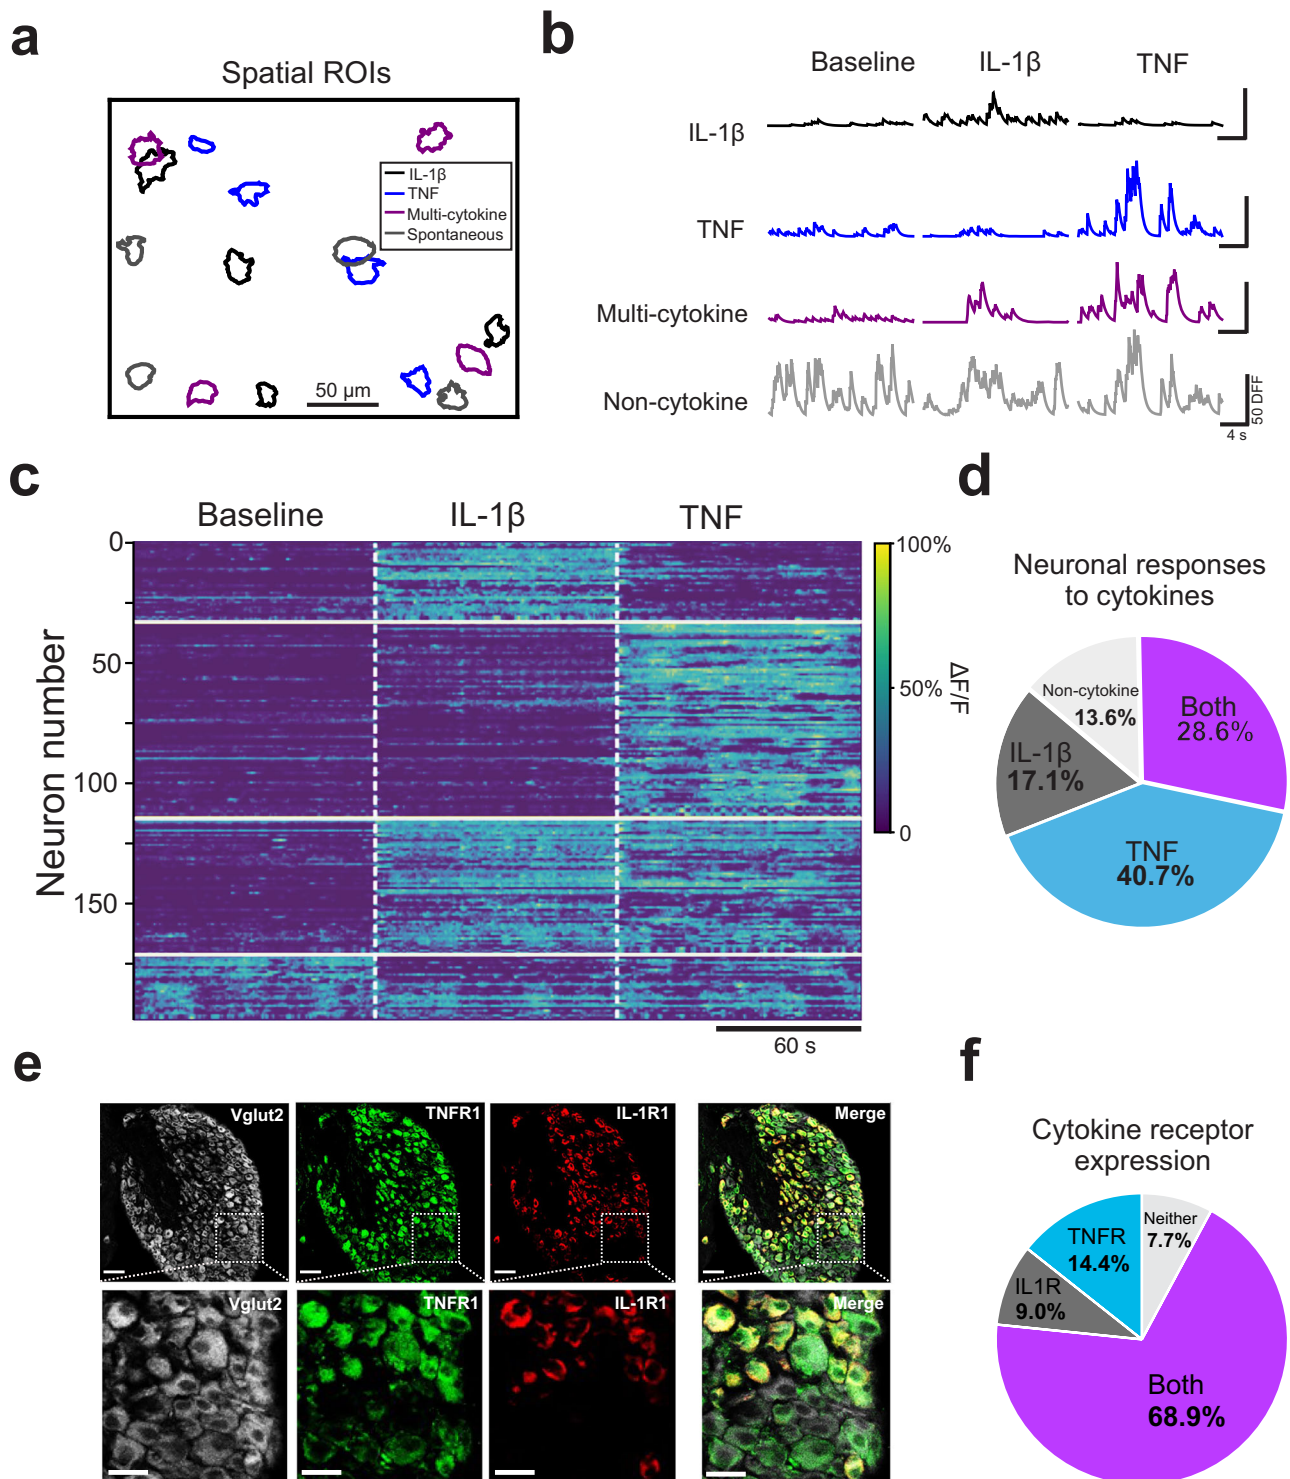 a
Spatial ROIs
IL-1β
TNF
Multi-cytokine
Spontaneous
50 µm
b
Baseline
IL-1β
TNF
IL-1β
TNF
Multi-cytokine
Non-cytokine
50 DFF
4 s
c
Baseline
IL-1β
TNF
Neuron number
0
50
100
150
100%
50%
0
ΔF/F
60 s
d
Neuronal responses
to cytokines
Non-cytokine
13.6%
Both
28.6%
IL-1β
17.1%
TNF
40.7%
e
Vglut2
TNFR1
IL-1R1
Merge
Vglut2
TNFR1
IL-1R1
Merge
f
Cytokine receptor
expression
Neither
7.7%
TNFR
14.4%
IL1R
9.0%
Both
68.9%